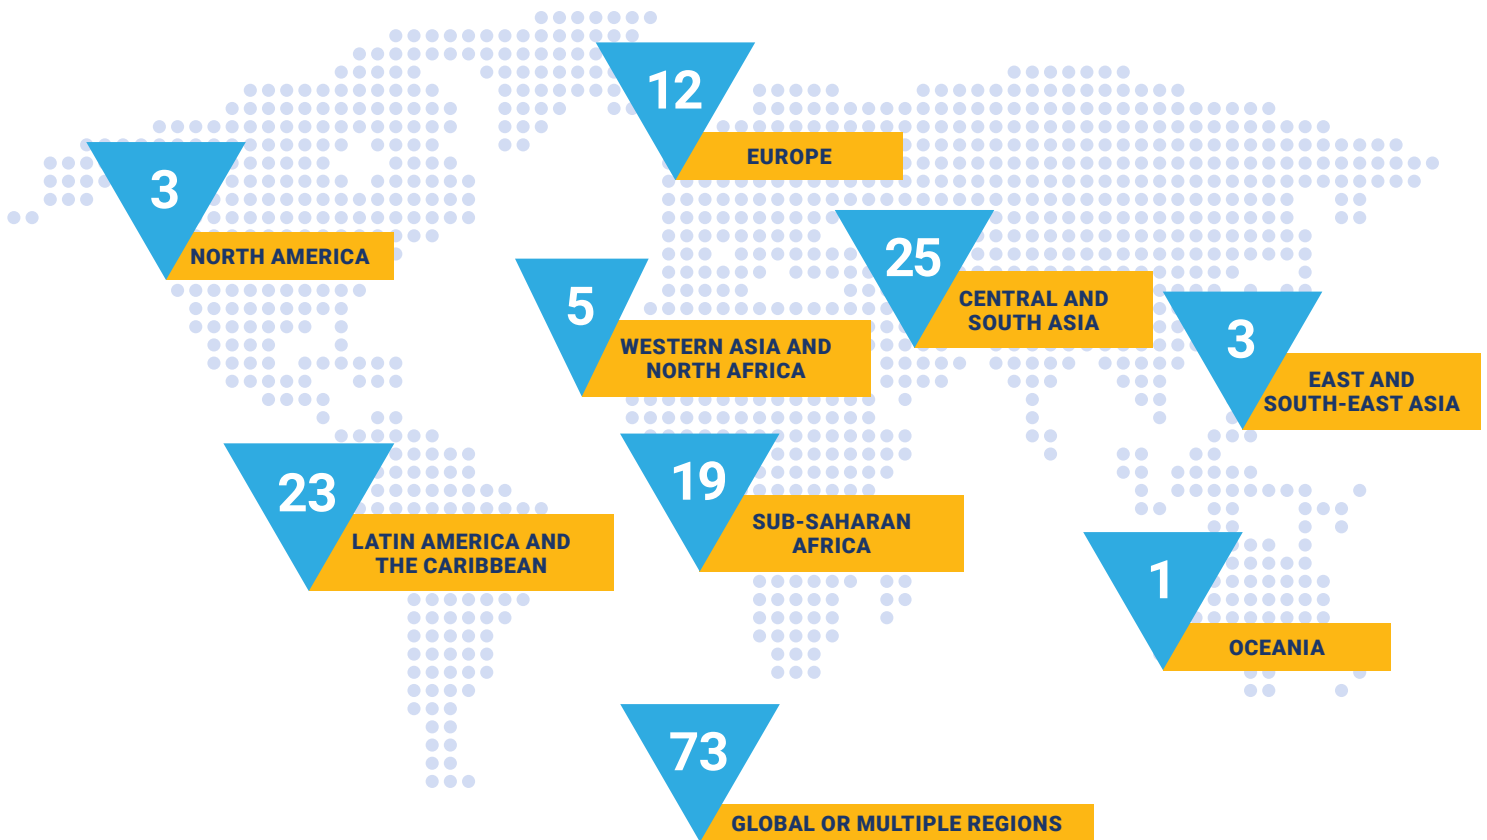 12
EUROPE
3
NORTH AMERICA
25
CENTRAL AND
SOUTH ASIA
5
WESTERN ASIA AND
NORTH AFRICA
3
EAST AND
SOUTH-EAST ASIA
23
LATIN AMERICA AND
THE CARIBBEAN
19
SUB-SAHARAN
AFRICA
1
OCEANIA
73
GLOBAL OR MULTIPLE REGIONS